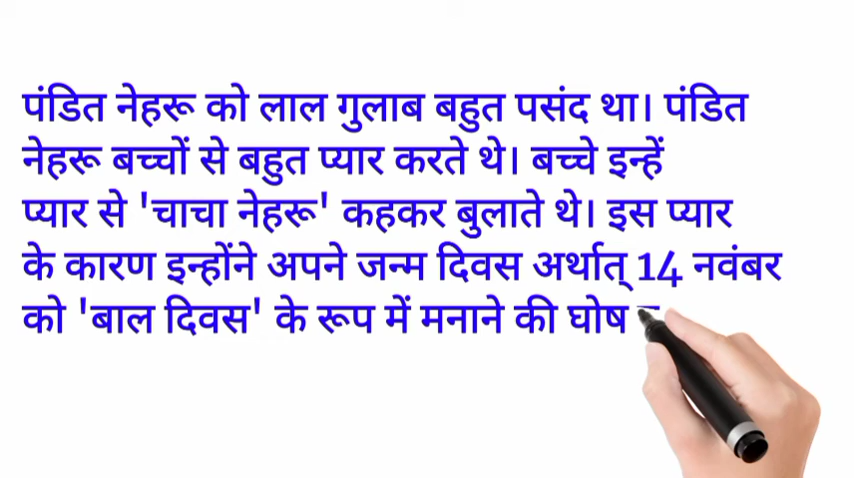 पंडित नेहरू को लाल गुलाब बहुत पसंद था। पंडित
नेहरू बच्चों से बहुत प्यार करते थे। बच्चे इन्हें
प्यार से 'चाचा नेहरू' कहकर बुलाते थे। इस प्यार
के कारण इन्होंने अपने जन्म दिवस अर्थात् 14 नवंबर
को 'बाल दिवस' के रूप में मनाने की